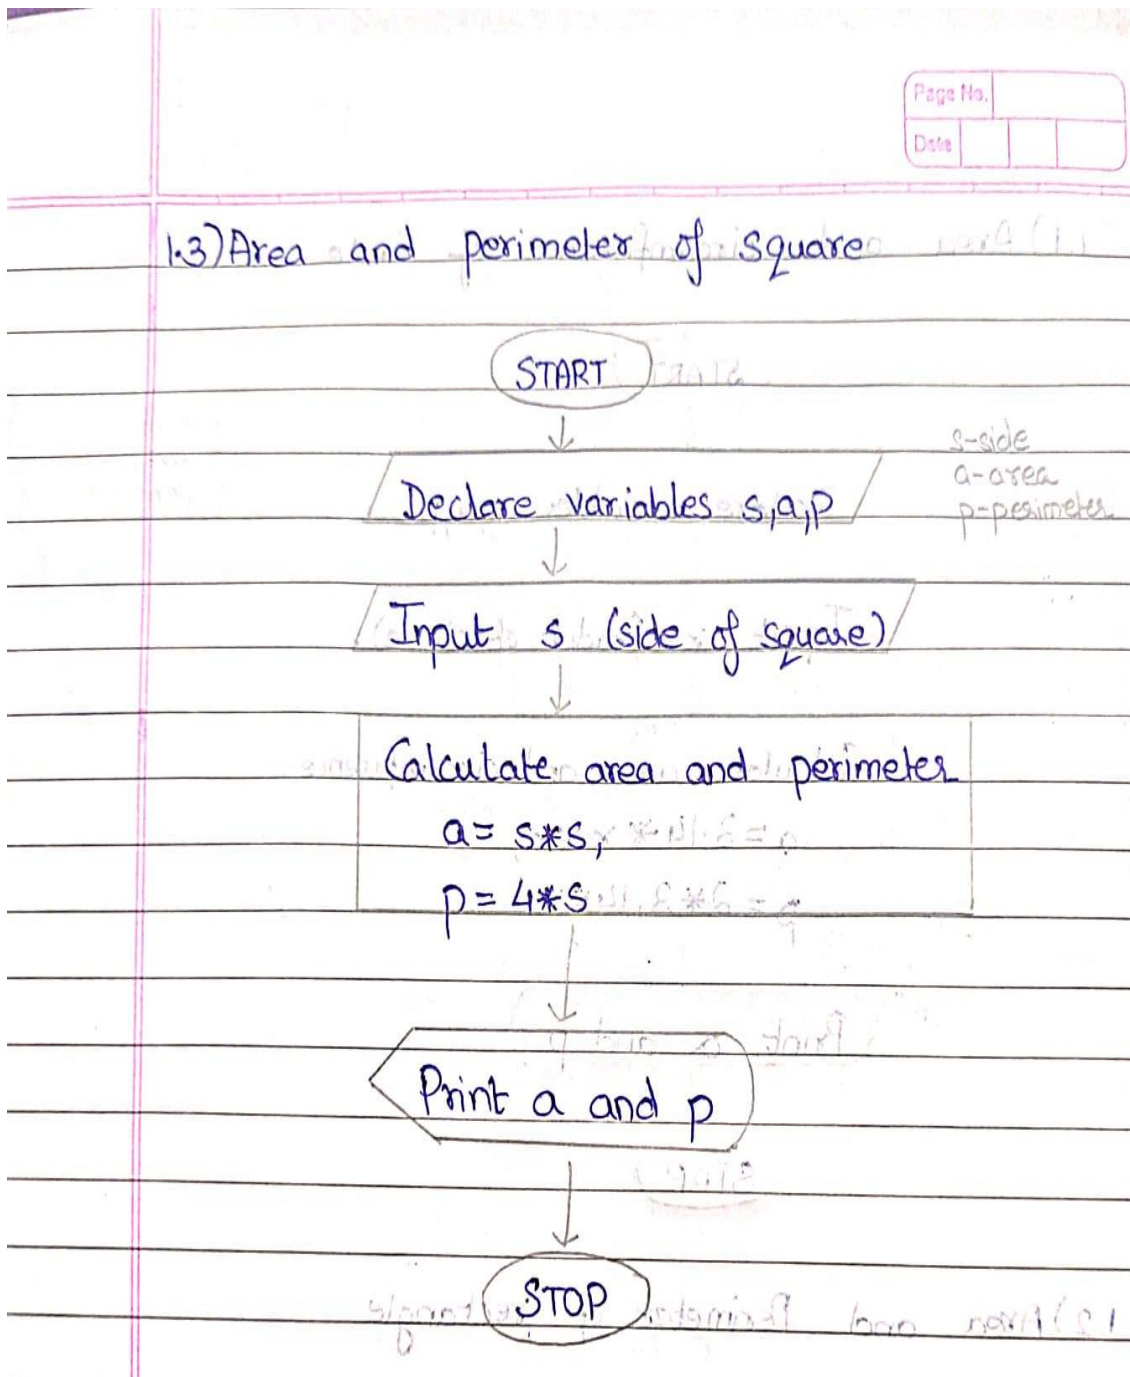 Page No.
Date
1.3) Area and perimeter of square
START
s-side
a-area
p-perimeter
Declare variables s,a,p
Input s (side of square)
Calculate area and perimeter
a= s*s,
p= 4*s
Print a and p
STOP